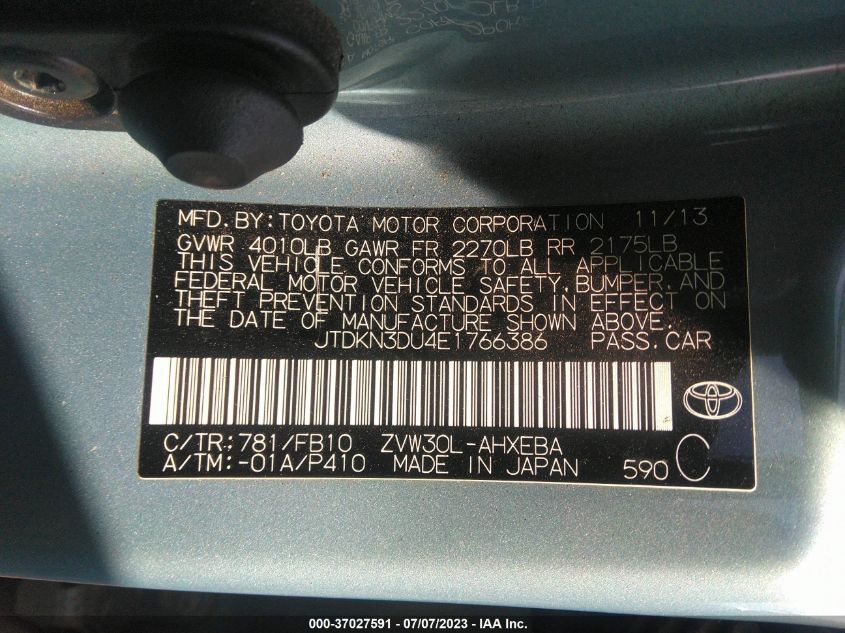 MFD. BY: TOYOTA MOTOR CORPORATION 11/13
GVWR 4010LB GAWR FR 2270LB RR 2175LB
THIS VEHICLE CONFORMS TO ALL APPLICABLE
FEDERAL MOTOR VEHICLE SAFETY, BUMPER, AND
THEFT PREVENTION STANDARDS IN EFFECT ON
THE DATE OF MANUFACTURE SHOWN ABOVE.
JTDKN3DU4E1766386 PASS. CAR
C/TR: 781/FB10 ZVW30L-AHXEBA
A/TM: -01A/P410 MADE IN JAPAN 590 C
000-37027591 - 07/07/2023 - IAA Inc.